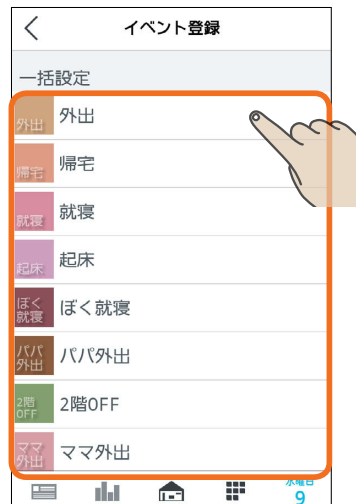 イベント登録
一括設定
外出
外出
帰宅
帰宅
就寝
就寝
起床
起床
ぼく
就寝
ぼく就寝
パパ
外出
パパ外出
2階
OFF
2階OFF
ママ
外出
ママ外出
水曜日
9